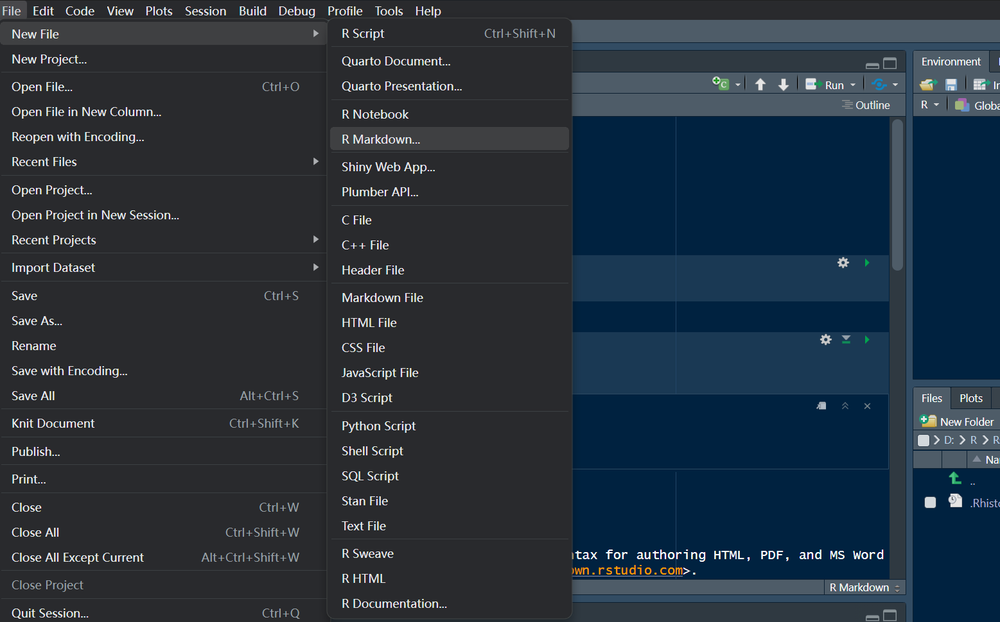 File Edit Code View Plots Session Build Debug Profile Tools Help
New File
New Project...
Open File... Ctrl+O
Open File in New Column...
Reopen with Encoding...
Recent Files
Open Project...
Open Project in New Session...
Recent Projects
Import Dataset
Save Ctrl+S
Save As...
Rename
Save with Encoding...
Save All Alt+Ctrl+S
Knit Document Ctrl+Shift+K
Publish...
Print...
Close Ctrl+W
Close All Ctrl+Shift+W
Close All Except Current Alt+Ctrl+Shift+W
Close Project
Quit Session... Ctrl+Q
R Script Ctrl+Shift+N
Quarto Document...
Quarto Presentation...
R Notebook
R Markdown...
Shiny Web App...
Plumber API...
C File
C++ File
Header File
Markdown File
HTML File
CSS File
JavaScript File
D3 Script
Python Script
Shell Script
SQL Script
Stan File
Text File
R Sweave
R HTML
R Documentation...
C Run
Outline
ntax for authoring HTML, PDF, and MS Word
own.rstudio.com>.
R Markdown
Environment
R Globa
Files Plots
New Folder
D: R R
Na
..
.Rhisto